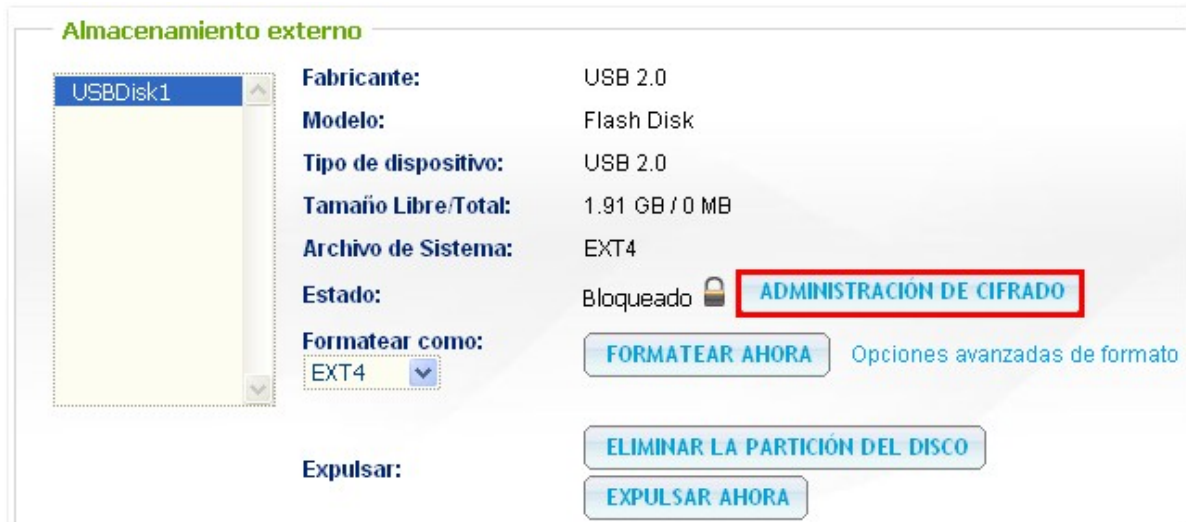 Almacenamiento externo
USBDisk1
Fabricante: USB 2.0
Modelo: Flash Disk
Tipo de dispositivo: USB 2.0
Tamaño Libre/Total: 1.91 GB / 0 MB
Archivo de Sistema: EXT4
Estado: Bloqueado ADMINISTRACIÓN DE CIFRADO
Formatear como:
EXT4
FORMATEAR AHORA Opciones avanzadas de formato
Expulsar:
ELIMINAR LA PARTICIÓN DEL DISCO
EXPULSAR AHORA